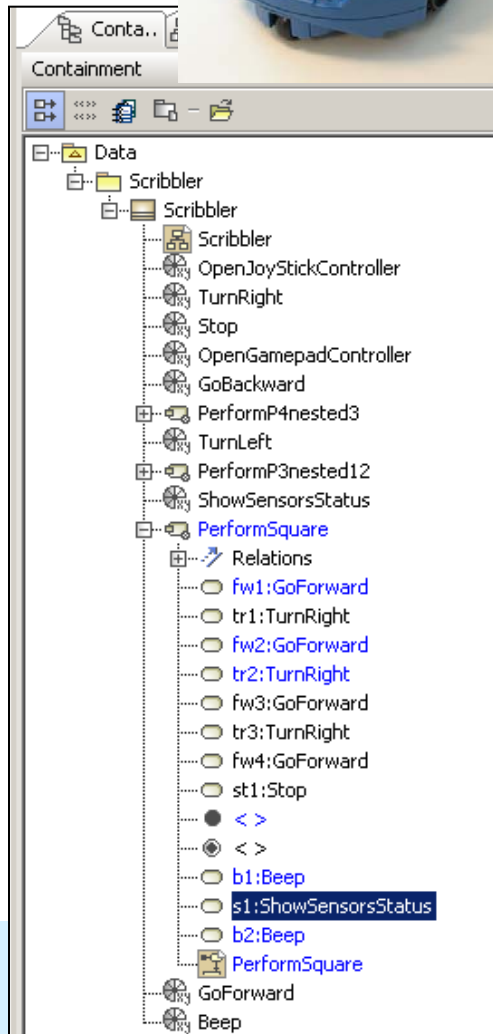 Conta..
Containment
Data
Scribbler
Scribbler
Scribbler
OpenJoyStickController
TurnRight
Stop
OpenGamepadController
GoBackward
PerformP4nested3
TurnLeft
PerformP3nested12
ShowSensorsStatus
PerformSquare
Relations
fw1:GoForward
tr1:TurnRight
fw2:GoForward
tr2:TurnRight
fw3:GoForward
tr3:TurnRight
fw4:GoForward
st1:Stop
< >
< >
b1:Beep
s1:ShowSensorsStatus
b2:Beep
PerformSquare
GoForward
Beep